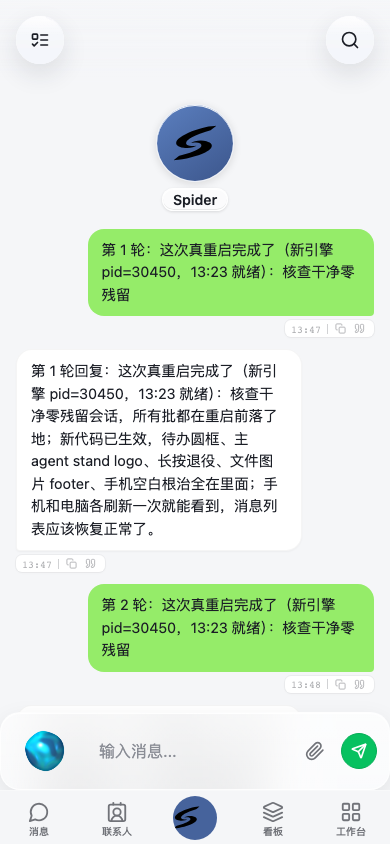 Spider
第 1 轮：这次真重启完成了（新引擎
pid=30450，13:23 就绪）：核查干净零
残留
13:47
第 1 轮回复：这次真重启完成了（新引
擎 pid=30450，13:23 就绪）：核查干
净零残留会话，所有批都在重启前落了
地；新代码已生效，待办圆框、主
agent stand logo、长按退役、文件图
片 footer、手机空白根治全在里面；手
机和电脑各刷新一次就能看到，消息列
表应该恢复正常了。
13:47
第 2 轮：这次真重启完成了（新引擎
pid=30450，13:23 就绪）：核查干净零
残留
13:48
输入消息...
消息
联系人
看板
工作台